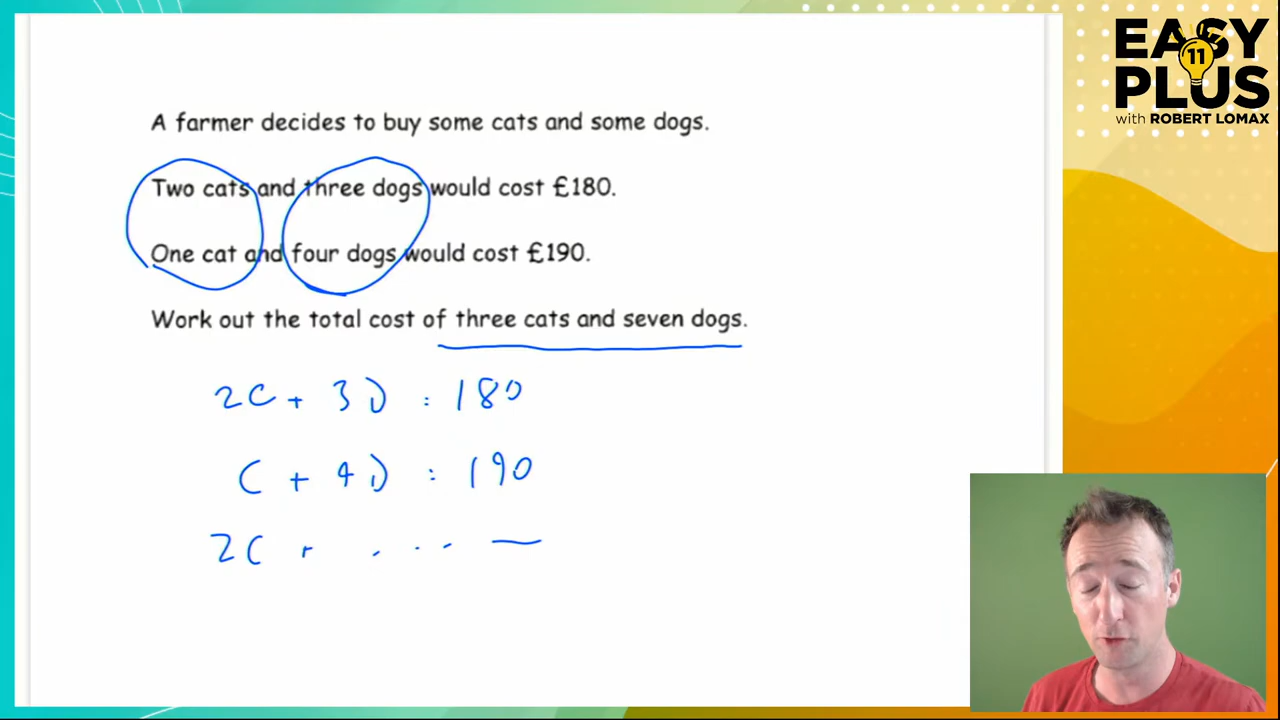 EASY
11
PLUS
with ROBERT LOMAX
A farmer decides to buy some cats and some dogs.
Two cats and three dogs would cost £180.
One cat and four dogs would cost £190.
Work out the total cost of three cats and seven dogs.
2C + 3D = 180
C + 4D = 190
2C + . . . —